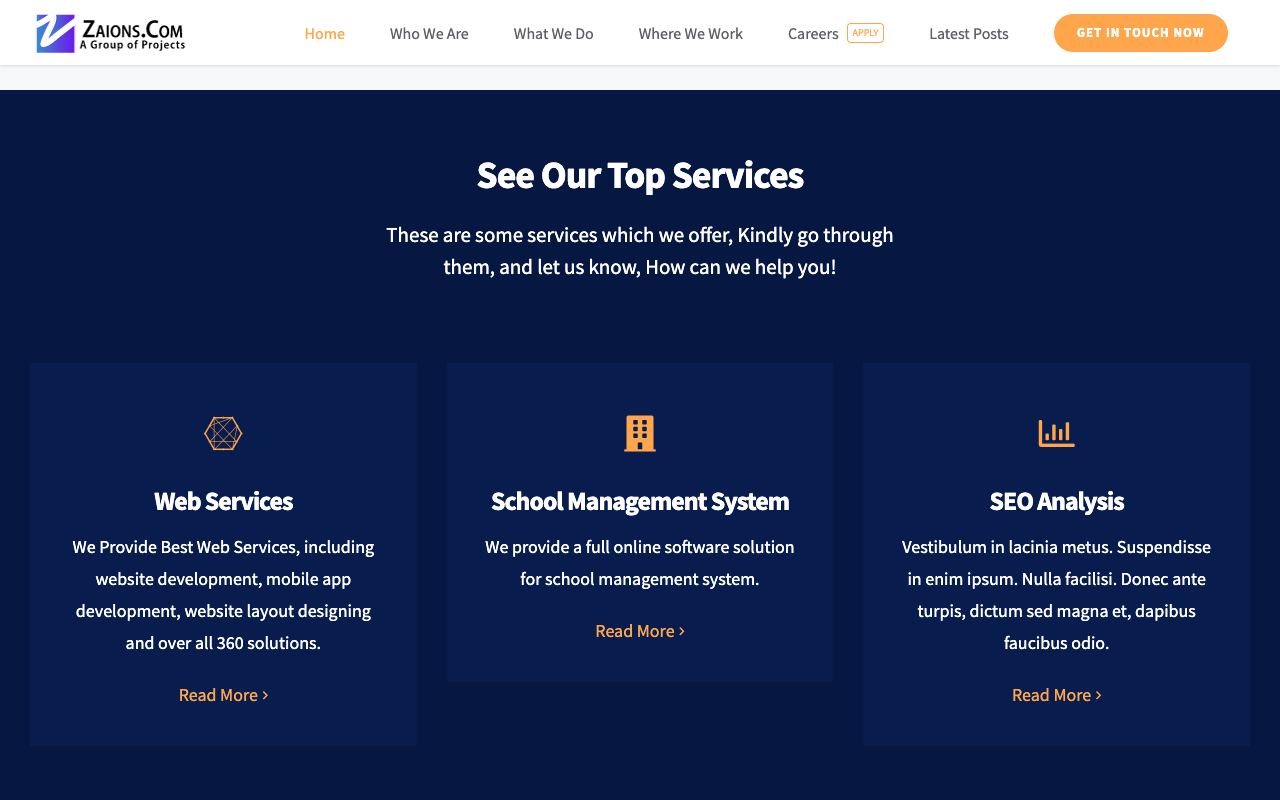 Zaions.Com
A Group of Projects
Home
Who We Are
What We Do
Where We Work
Careers APPLY
Latest Posts
GET IN TOUCH NOW
See Our Top Services
These are some services which we offer, Kindly go through
them, and let us know, How can we help you!
Web Services
We Provide Best Web Services, including
website development, mobile app
development, website layout designing
and over all 360 solutions.
Read More ›
School Management System
We provide a full online software solution
for school management system.
Read More ›
SEO Analysis
Vestibulum in lacinia metus. Suspendisse
in enim ipsum. Nulla facilisi. Donec ante
turpis, dictum sed magna et, dapibus
faucibus odio.
Read More ›